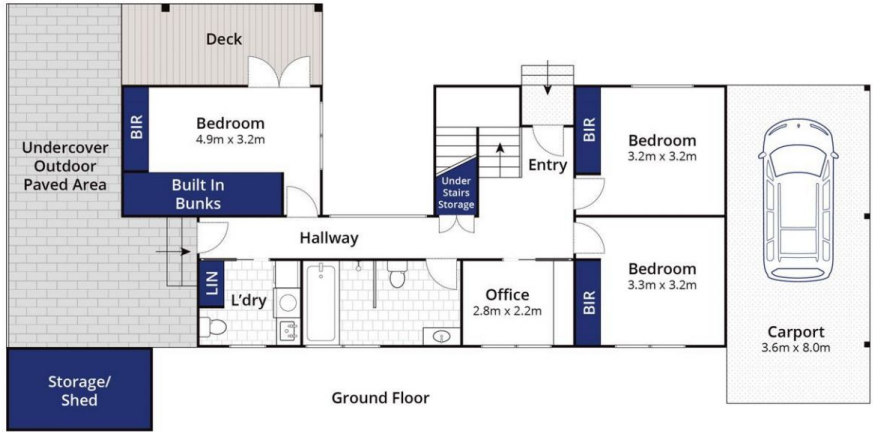 Deck
BIR
Bedroom
4.9m x 3.2m
Undercover
Outdoor
Paved Area
Built In
Bunks
Under
Stairs
Storage
Entry
BIR
Bedroom
3.2m x 3.2m
Hallway
LIN
L'dry
Office
2.8m x 2.2m
BIR
Bedroom
3.3m x 3.2m
Carport
3.6m x 8.0m
Storage/
Shed
Ground Floor